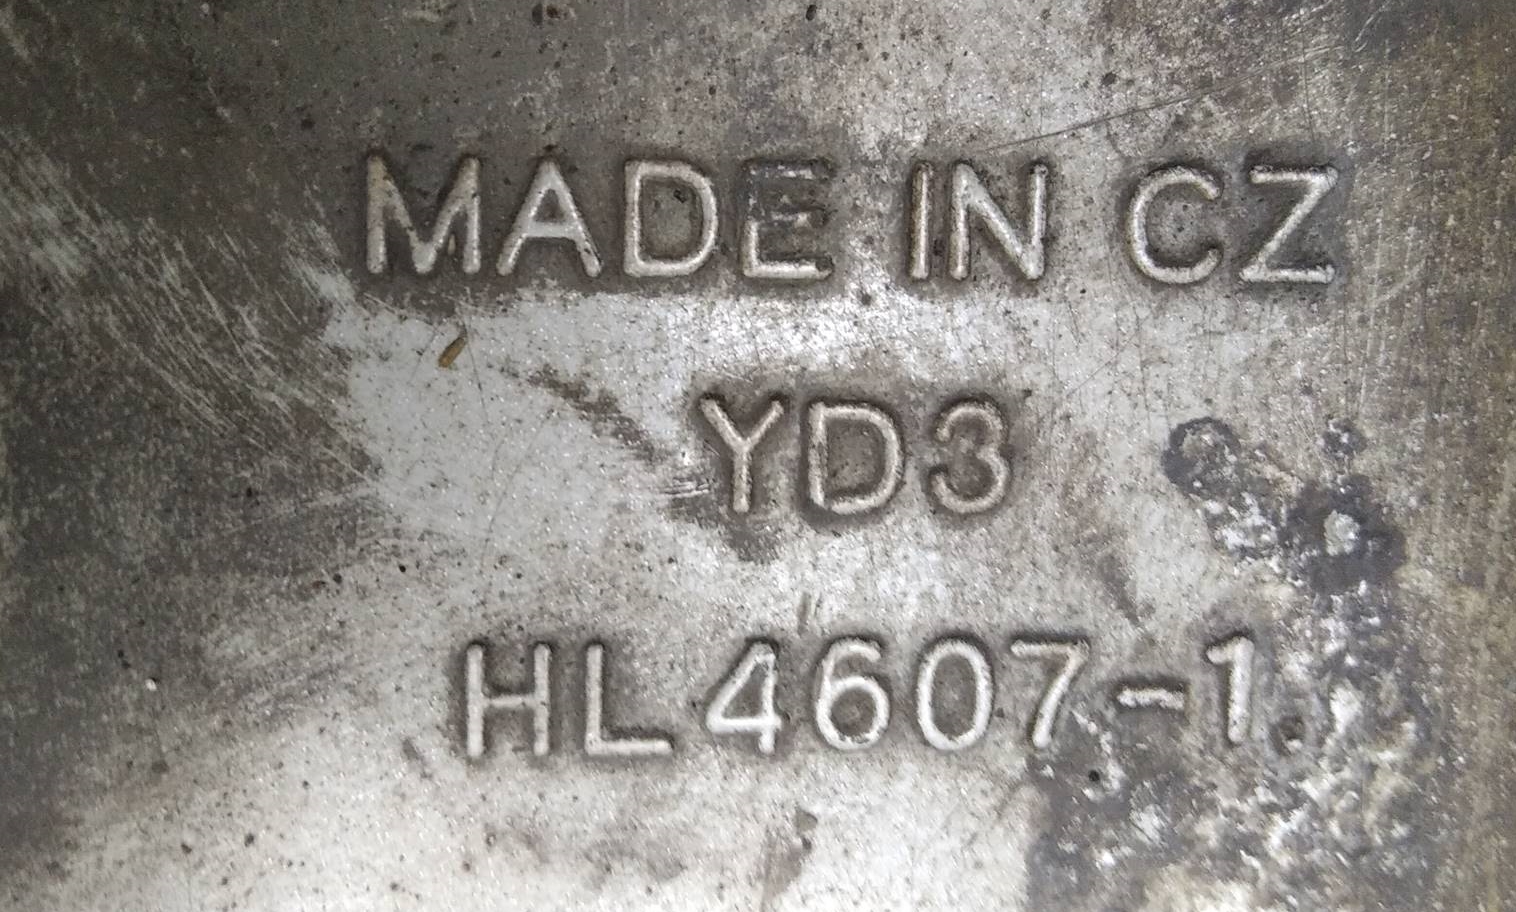 MADE IN CZ
YD3
HL 4607-1